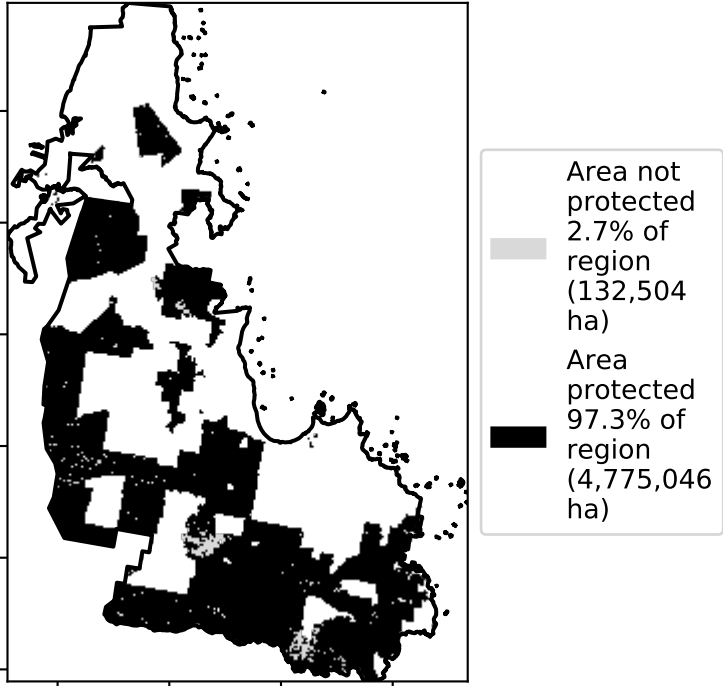 Area not
protected
2.7% of
region
(132,504
ha)
Area
protected
97.3% of
region
(4,775,046
ha)